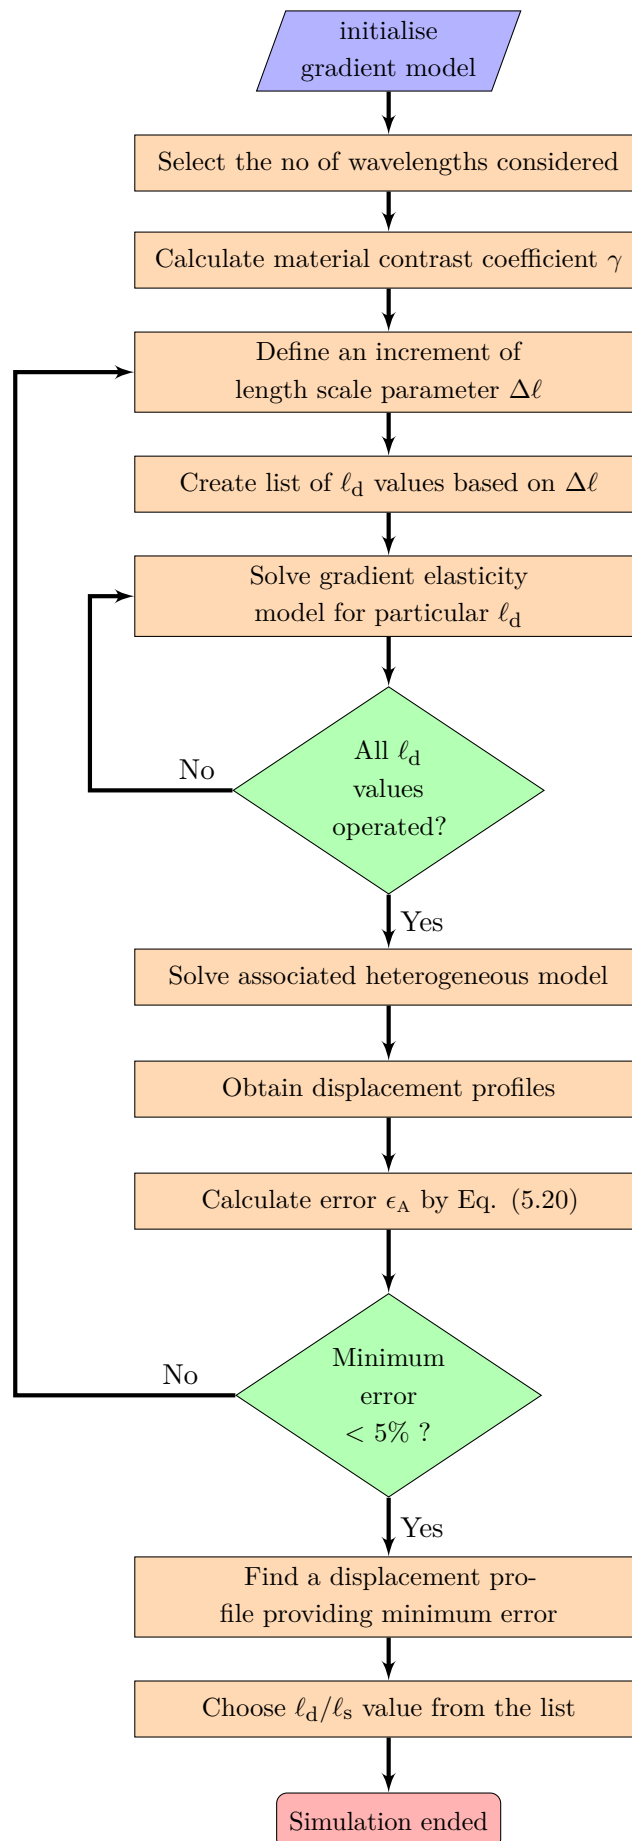 initialise
gradient model
Select the no of wavelengths considered
Calculate material contrast coefficient γ
Define an increment of
length scale parameter Δℓ
Create list of ℓd values based on Δℓ
Solve gradient elasticity
model for particular ℓd
All ℓd
values
operated?
No
Yes
Solve associated heterogeneous model
Obtain displacement profiles
Calculate error ϵA by Eq. (5.20)
Minimum
error
< 5% ?
No
Yes
Find a displacement pro-
file providing minimum error
Choose ℓd/ℓs value from the list
Simulation ended